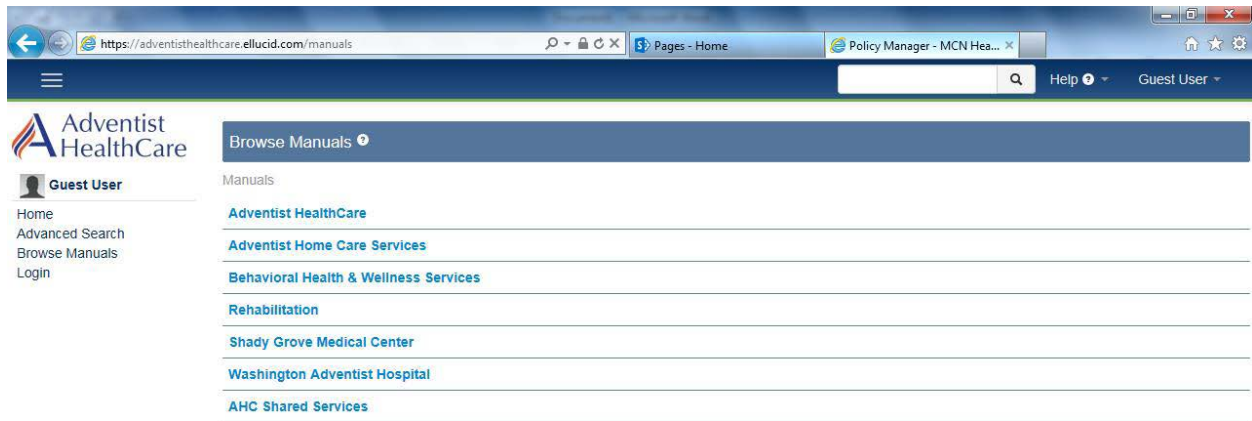 https://adventisthealthcare.ellucid.com/manuals
Pages - Home
Policy Manager - MCN Hea...
Help
Guest User
Adventist
HealthCare
Guest User
Home
Advanced Search
Browse Manuals
Login
Browse Manuals
Manuals
Adventist HealthCare
Adventist Home Care Services
Behavioral Health & Wellness Services
Rehabilitation
Shady Grove Medical Center
Washington Adventist Hospital
AHC Shared Services